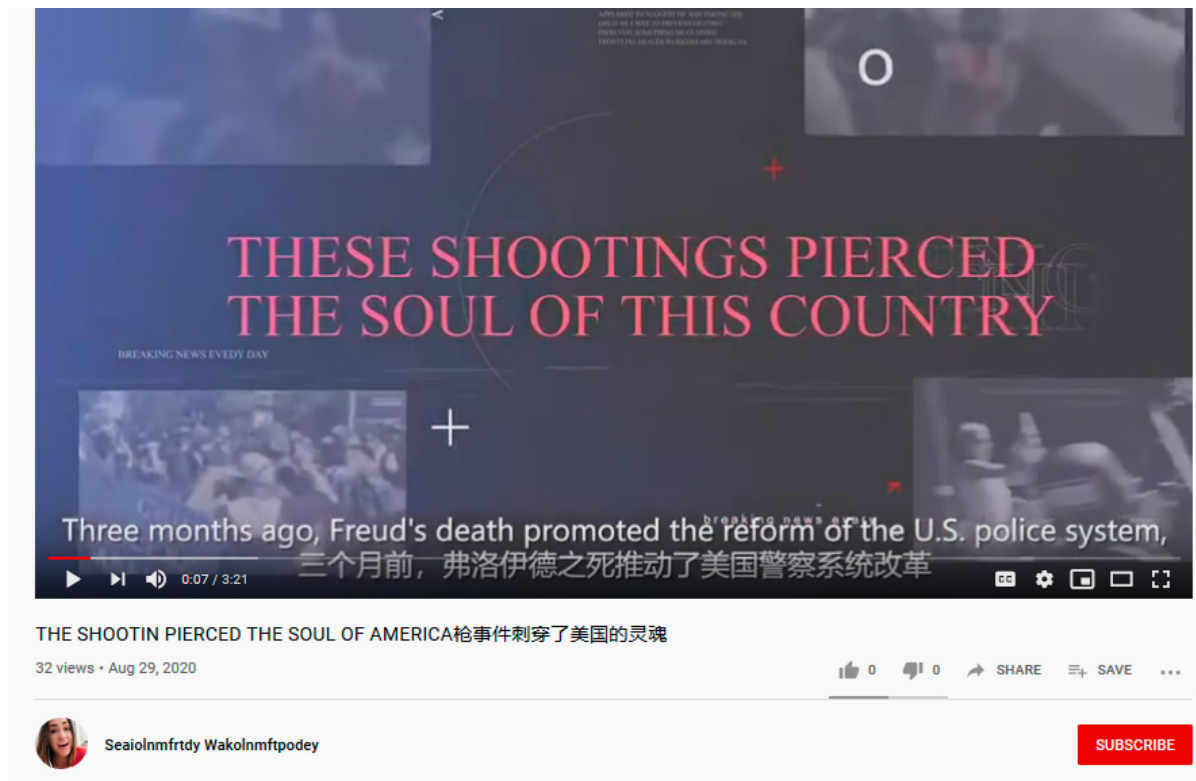 O
THESE SHOOTINGS PIERCED
THE SOUL OF THIS COUNTRY
BREAKING NEWS EVEDY DAY
breaking news every
Three months ago, Freud's death promoted the reform of the U.S. police system,
三个月前，弗洛伊德之死推动了美国警察系统改革
0:07 / 3:21
CC
THE SHOOTIN PIERCED THE SOUL OF AMERICA枪事件刺穿了美国的灵魂
32 views • Aug 29, 2020
0
0
SHARE
SAVE
Seaiolnmfrtdy Wakolnmftpodey
SUBSCRIBE